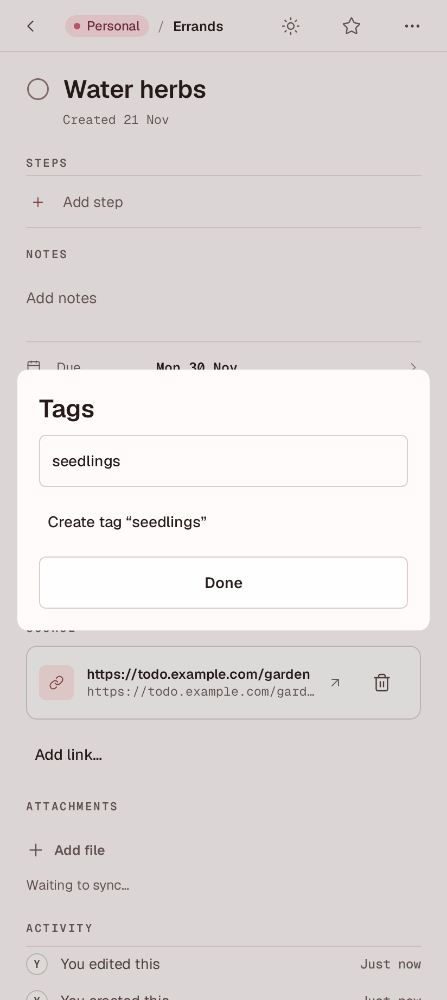 Personal / Errands
Water herbs
Created 21 Nov
STEPS
+ Add step
NOTES
Add notes
Due Mon 30 Nov
Tags
seedlings
Create tag “seedlings”
Done
https://todo.example.com/garden
https://todo.example.com/gard…
Add link…
ATTACHMENTS
+ Add file
Waiting to sync…
ACTIVITY
Y You edited this Just now
Y You created this Just now